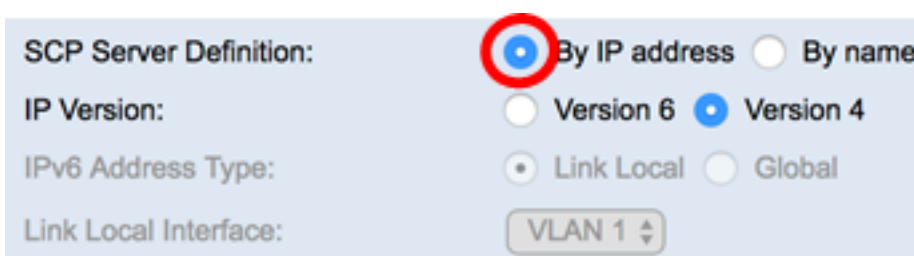 SCP Server Definition: By IP address By name
IP Version: Version 6 Version 4
IPv6 Address Type: Link Local Global
Link Local Interface: VLAN 1